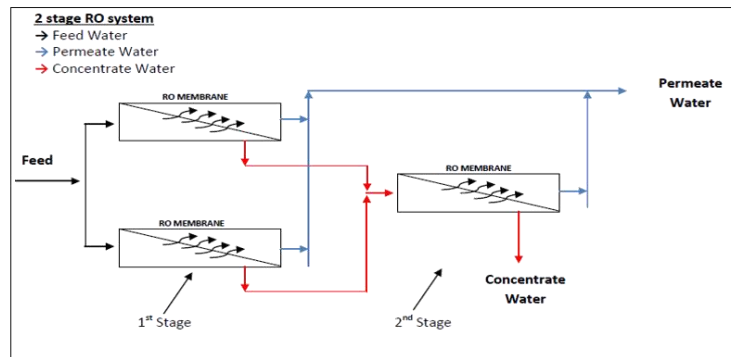 2 stage RO system
→ Feed Water
→ Permeate Water
→ Concentrate Water
RO MEMBRANE
Permeate
Water
Feed
RO MEMBRANE
RO MEMBRANE
Concentrate
Water
1st Stage
2nd Stage